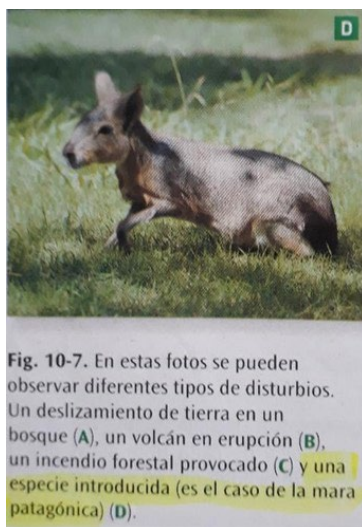 D
Fig. 10-7. En estas fotos se pueden
observar diferentes tipos de disturbios.
Un deslizamiento de tierra en un
bosque (A), un volcán en erupción (B),
un incendio forestal provocado (C) y una
especie introducida (es el caso de la mara
patagónica) (D).